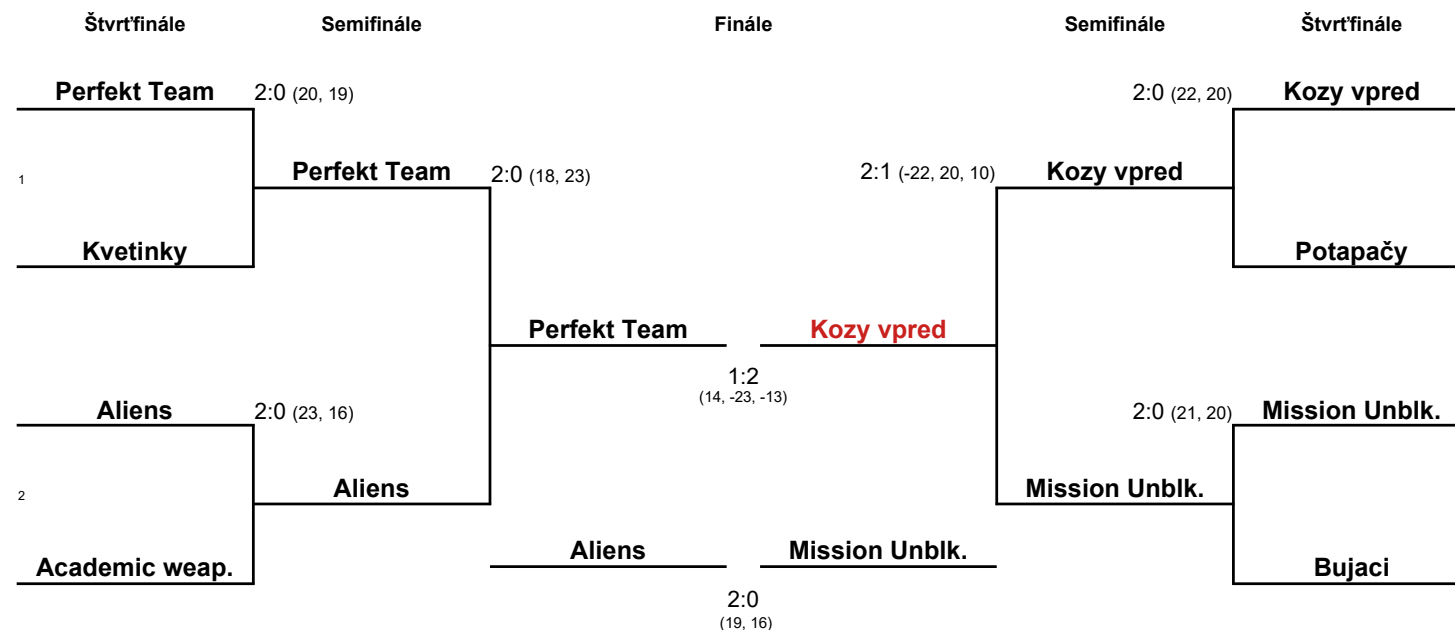 Štvrťfinále Semifinále Finále Semifinále Štvrťfinále
Perfekt Team 2:0 (20, 19) 2:0 (22, 20) Kozy vpred
1 Perfekt Team 2:0 (18, 23) 2:1 (-22, 20, 10) Kozy vpred
Kvetinky Potapačy
Perfekt Team Kozy vpred
1:2
(14, -23, -13)
Aliens 2:0 (23, 16) 2:0 (21, 20) Mission Unblk.
2 Aliens Mission Unblk.
Academic weap. Aliens Mission Unblk. Bujaci
2:0
(19, 16)